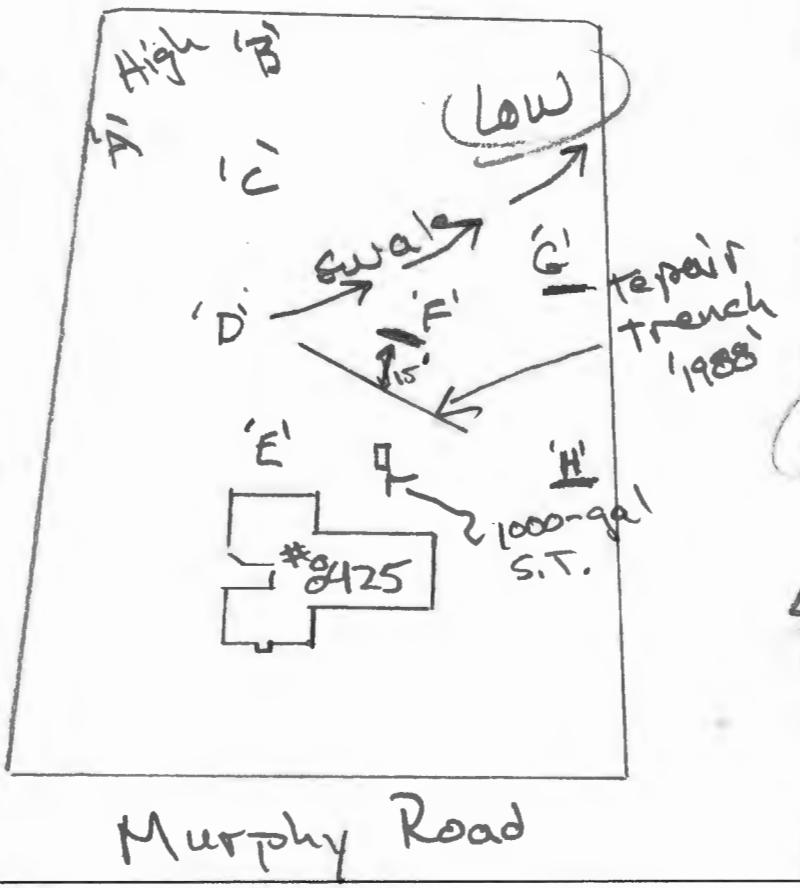 High 'B'
Low
'A'
'C'
swale
'G'
'D'
'F'
repair
trench
'1988'
15'
'E'
'H'
1000-gal
S.T.
#8425
Murphy Road